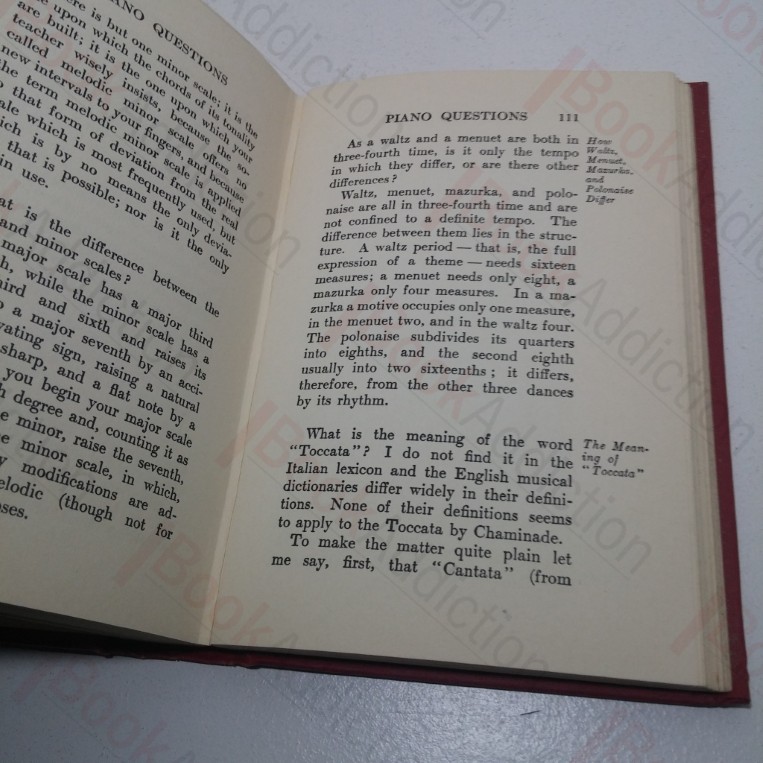 PIANO QUESTIONS
there is but one minor scale; it is the
upon which the chords of its tonality
are built; it is the one upon which your
teacher wisely insists, because the so-
called melodic minor scale offers no
new intervals to your fingers, and because
the term melodic minor scale is applied
that form of deviation from the real
which is most frequently used, but
is by no means the only devia-
that is possible; nor is it the only
in use.
is the difference between the
and minor scales?
major scale has a major third
while the minor scale has a
third and sixth and raises its
a major seventh by an acci-
sign, raising a natural
sharp, and a flat note by a
you begin your major scale
degree and, counting it as
minor, raise the seventh,
minor scale, in which,
modifications are ad-
(though not for
PIANO QUESTIONS 111
As a waltz and a menuet are both in
three-fourth time, is it only the tempo
in which they differ, or are there other
differences?
How
Waltz,
Menuet,
Mazurka,
and
Polonaise
Differ
Waltz, menuet, mazurka, and polo-
naise are all in three-fourth time and are
not confined to a definite tempo. The
difference between them lies in the struc-
ture. A waltz period — that is, the full
expression of a theme — needs sixteen
measures; a menuet needs only eight, a
mazurka only four measures. In a ma-
zurka a motive occupies only one measure,
in the menuet two, and in the waltz four.
The polonaise subdivides its quarters
into eighths, and the second eighth
usually into two sixteenths; it differs,
therefore, from the other three dances
by its rhythm.
What is the meaning of the word
"Toccata"? I do not find it in the
Italian lexicon and the English musical
dictionaries differ widely in their defini-
tions. None of their definitions seems
to apply to the Toccata by Chaminade.
The Mean-
ing of
"Toccata"
To make the matter quite plain let
me say, first, that "Cantata" (from
BookAddiction